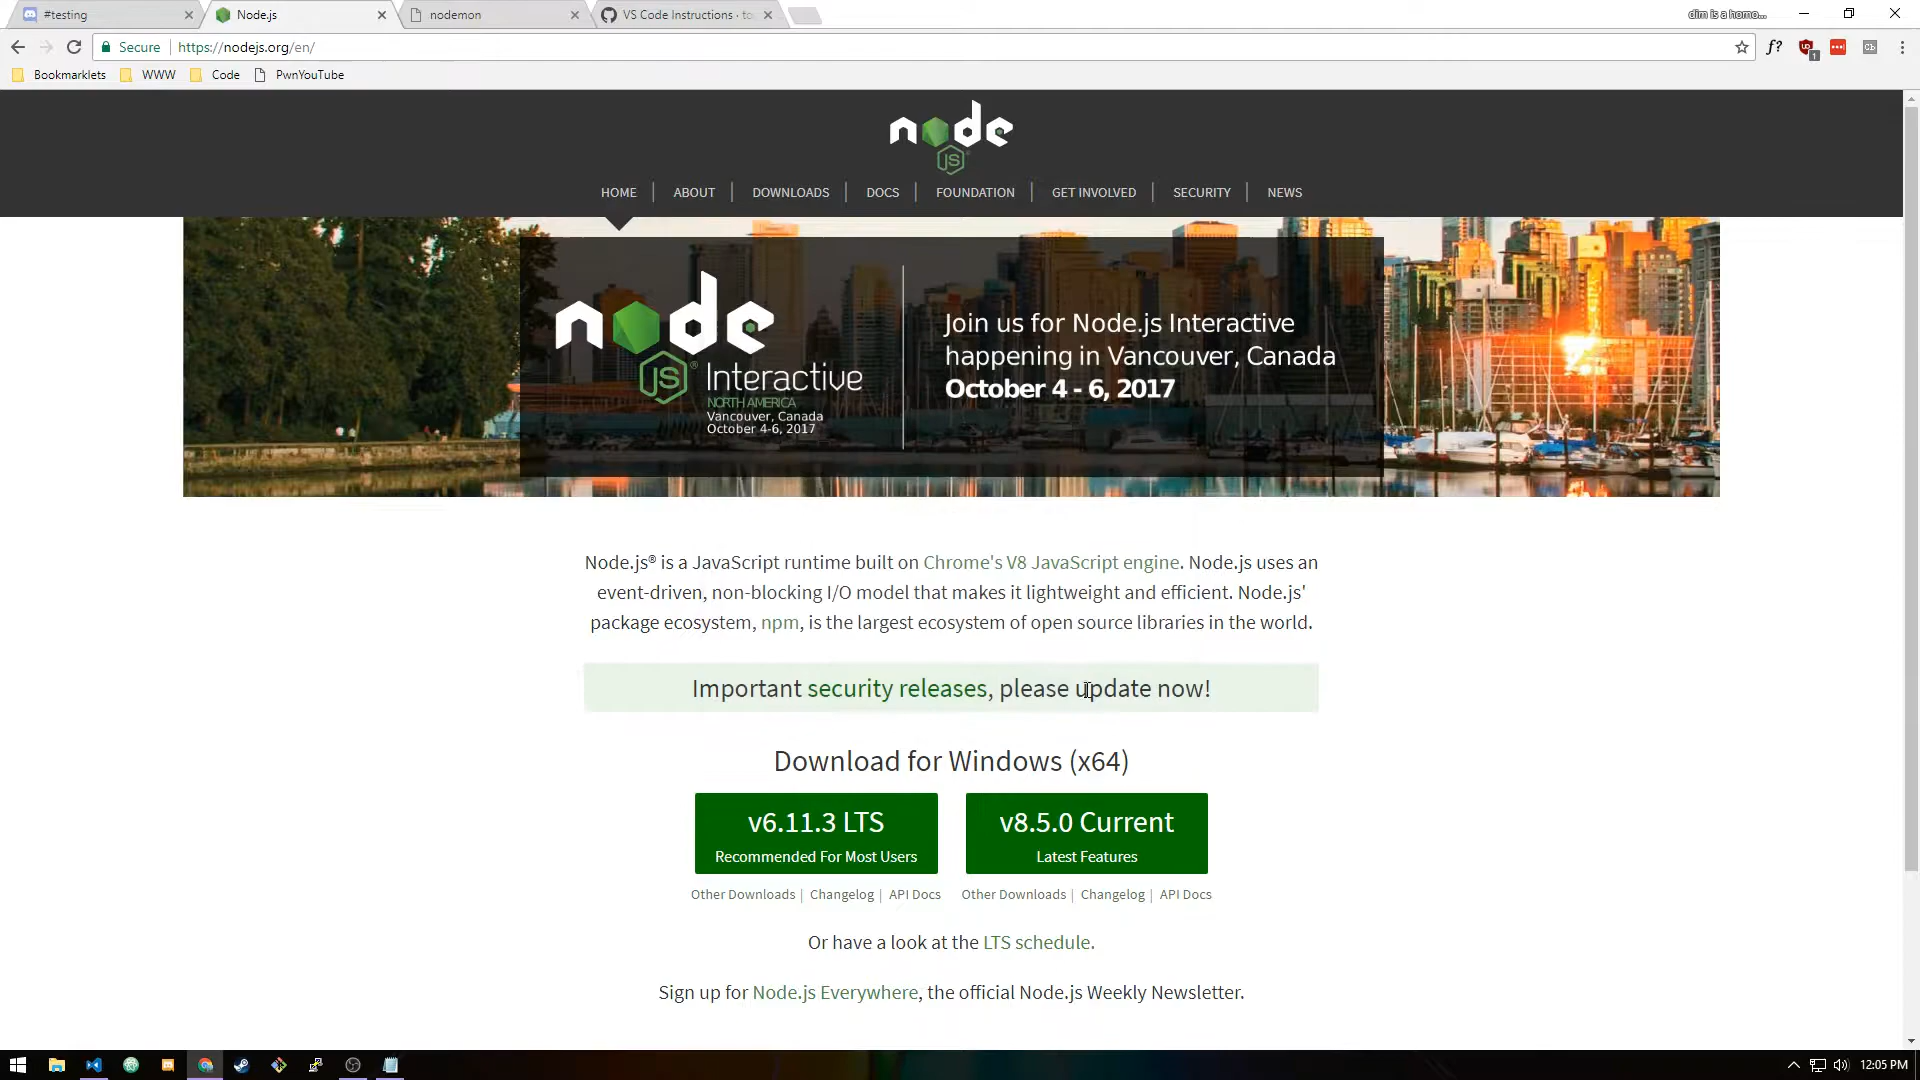 #testing
Node.js
nodemon
VS Code Instructions · to
dim is a homo...
Secure
https://nodejs.org/en/
f?
1
Cb
Bookmarklets
WWW
Code
PwnYouTube
node
JS
HOME
ABOUT
DOWNLOADS
DOCS
FOUNDATION
GET INVOLVED
SECURITY
NEWS
node
JS
Interactive
NORTH AMERICA
Vancouver, Canada
October 4-6, 2017
Join us for Node.js Interactive
happening in Vancouver, Canada
October 4 - 6, 2017
Node.js® is a JavaScript runtime built on Chrome's V8 JavaScript engine. Node.js uses an
event-driven, non-blocking I/O model that makes it lightweight and efficient. Node.js'
package ecosystem, npm, is the largest ecosystem of open source libraries in the world.
Important security releases, please update now!
Download for Windows (x64)
v6.11.3 LTS
Recommended For Most Users
v8.5.0 Current
Latest Features
Other Downloads | Changelog | API Docs
Other Downloads | Changelog | API Docs
Or have a look at the LTS schedule.
Sign up for Node.js Everywhere, the official Node.js Weekly Newsletter.
12:05 PM